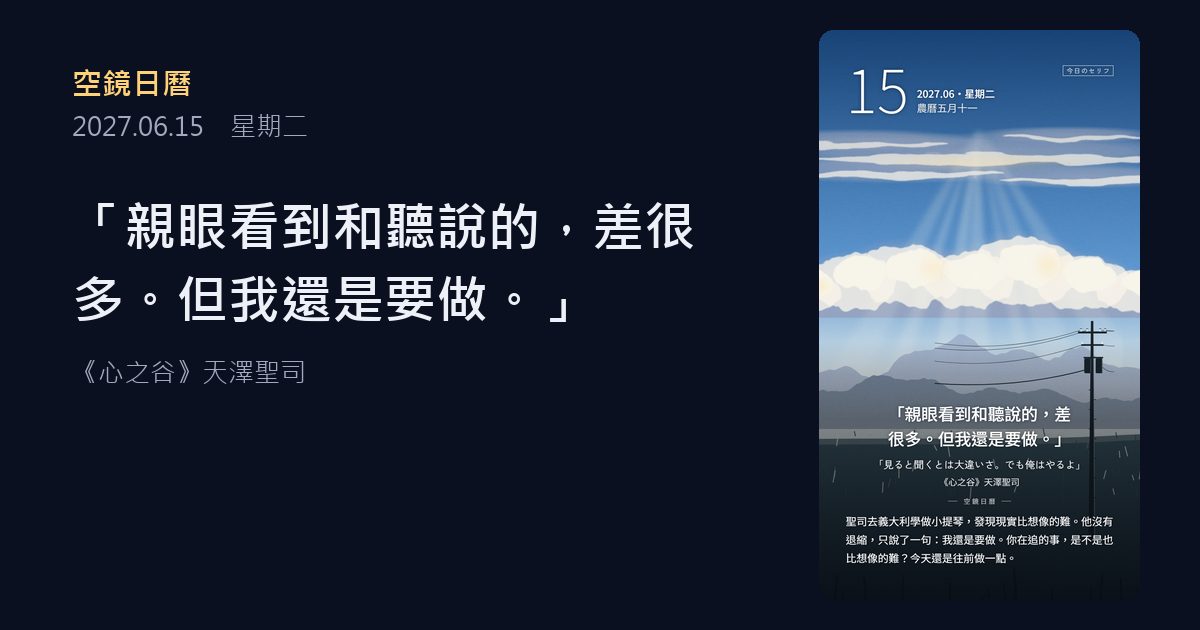 空鏡日曆
2027.06.15 星期二
「親眼看到和聽說的，差很
多。但我還是要做。」
《心之谷》天澤聖司
今日のセリフ
15
2027.06・星期二
農曆五月十一
「親眼看到和聽說的，差
很多。但我還是要做。」
「見ると聞くとは大違いさ。でも俺はやるよ」
《心之谷》天澤聖司
— 空鏡日曆 —
聖司去義大利學做小提琴，發現現實比想像的難。他沒有
退縮，只說了一句：我還是要做。你在追的事，是不是也
比想像的難？今天還是往前做一點。